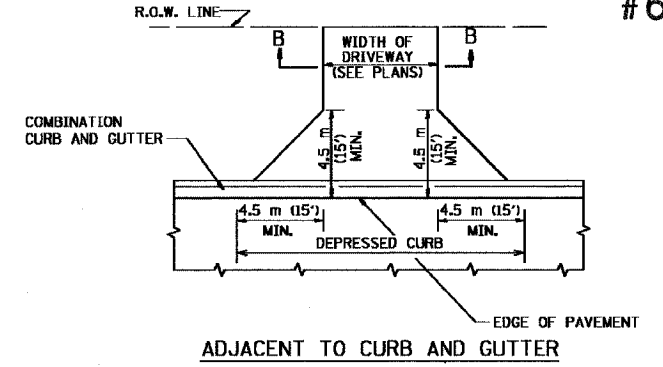 R.O.W. LINE
#6
B
B
WIDTH OF
DRIVEWAY
(SEE PLANS)
COMBINATION
CURB AND GUTTER
4.5 m
(15')
MIN.
4.5 m
(15')
MIN.
4.5 m (15')
MIN.
4.5 m (15')
MIN.
DEPRESSED CURB
EDGE OF PAVEMENT
ADJACENT TO CURB AND GUTTER